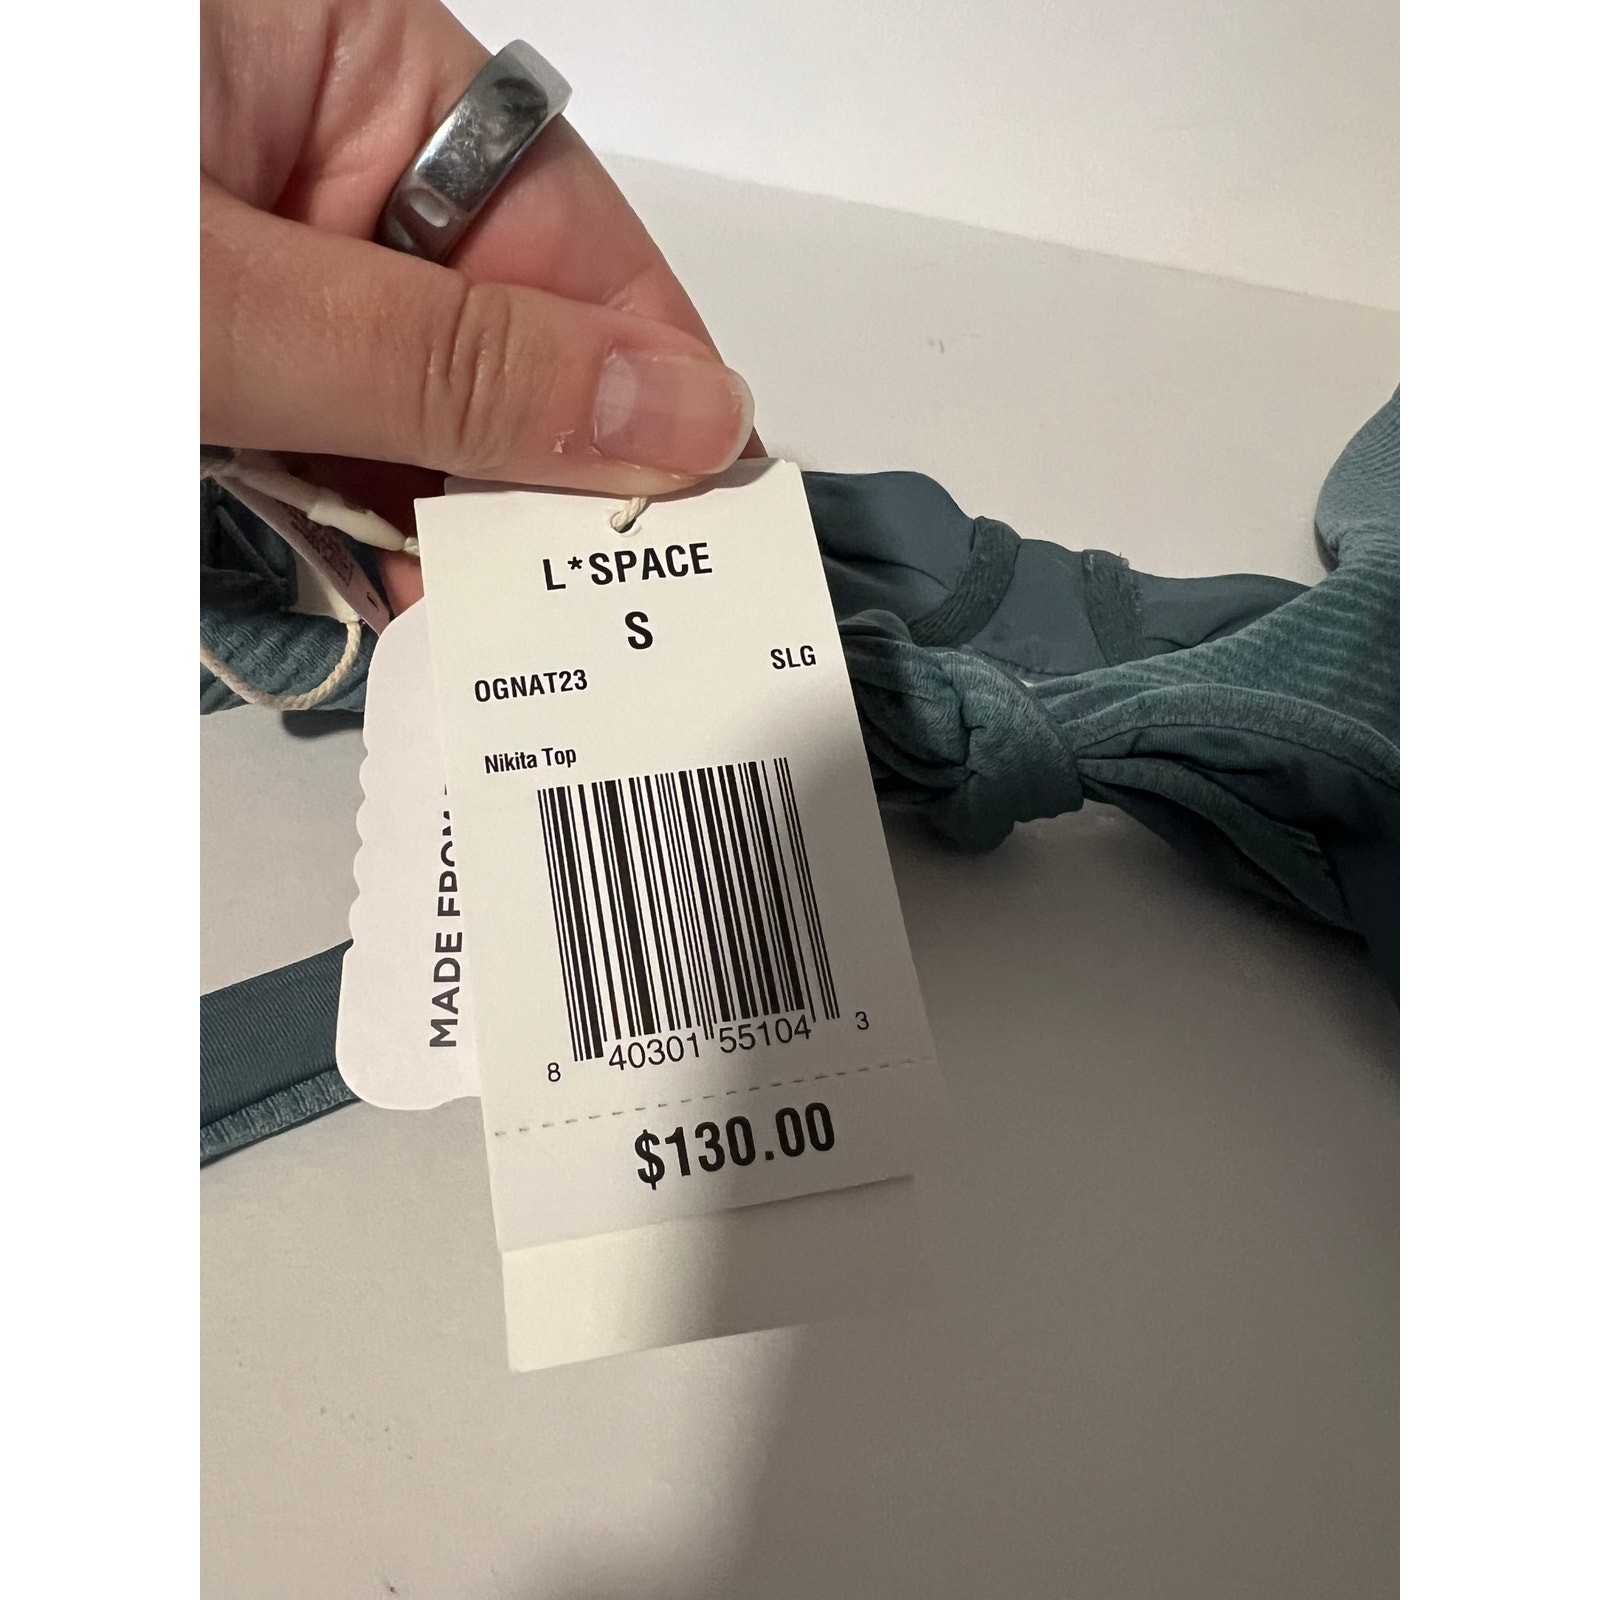 L*SPACE
S
OGNAT23
SLG
Nikita Top
8 40301 55104 3
$130.00
MADE FROM